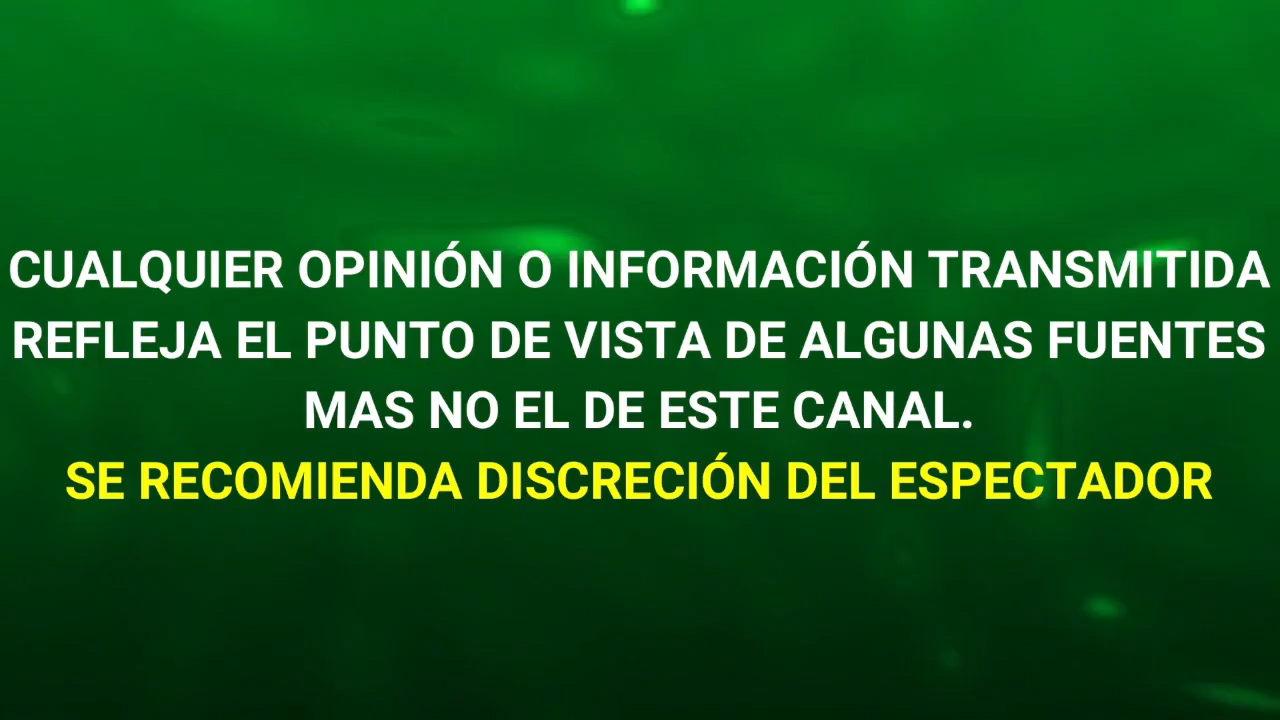 CUALQUIER OPINIÓN O INFORMACIÓN TRANSMITIDA
REFLEJA EL PUNTO DE VISTA DE ALGUNAS FUENTES
MAS NO EL DE ESTE CANAL.
SE RECOMIENDA DISCRECIÓN DEL ESPECTADOR